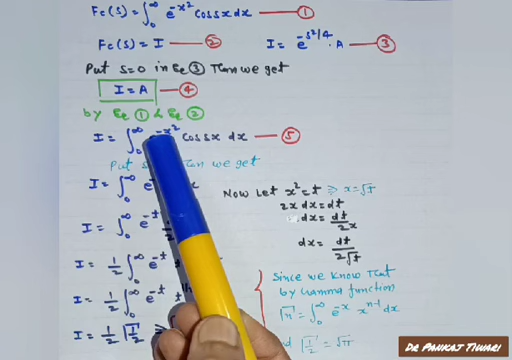 Fc(s) = ∫₀^∞ e^{-x²} cos sx dx — ①
Fc(s) = I — ② I = e^{-s²/4} · A — ③
Put s=0 in Eq ③ Then we get
I = A — ④
by Eq ① & Eq ②
I = ∫₀^∞ e^{-x²} cos sx dx — ⑤
Put s Then we get
I = ∫₀^∞ e Now let x² = t ⇒ x = √t
2x dx = dt
I = ∫₀^∞ e^{-t} dx = dt/2x
dx = dt/2√t
I = 1/2 ∫₀^∞ e^{-t} t
Since we know that
by Gamma function
I = 1/2 ∫₀^∞ e^{-t} t
Γn = ∫₀^∞ e^{-x} x^{n-1} dx
I = 1/2 Γ1/2 ⇒ Γ1/2 = √π
DR PANKAJ TIWARI